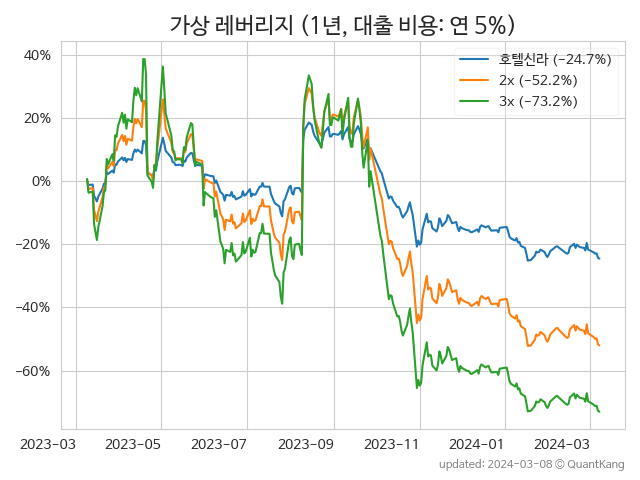 가상 레버리지 (1년, 대출 비용: 연 5%)
호텔신라 (−24.7%)
2x (−52.2%)
3x (−73.2%)
40%
20%
0%
−20%
−40%
−60%
2023-03 2023-05 2023-07 2023-09 2023-11 2024-01 2024-03
updated: 2024-03-08 © QuantKang